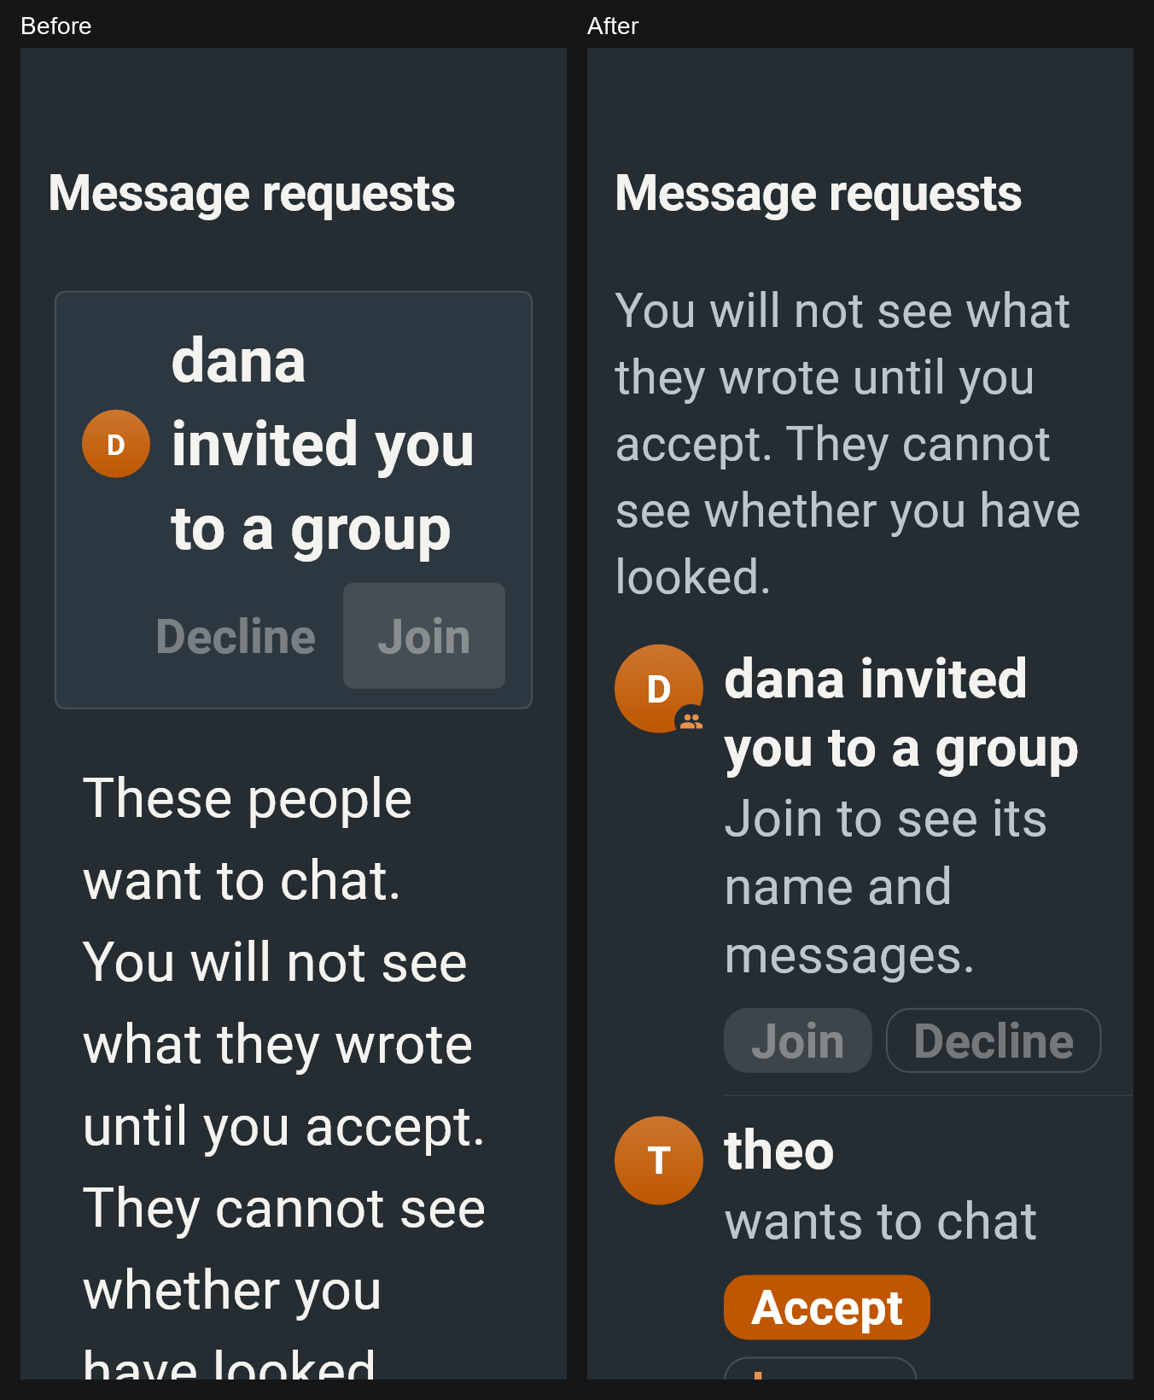 Before
Message requests
D
dana
invited you
to a group
Decline
Join
These people
want to chat.
You will not see
what they wrote
until you accept.
They cannot see
whether you
have looked
After
Message requests
You will not see what
they wrote until you
accept. They cannot
see whether you have
looked.
D
dana invited
you to a group
Join to see its
name and
messages.
Join
Decline
T
theo
wants to chat
Accept